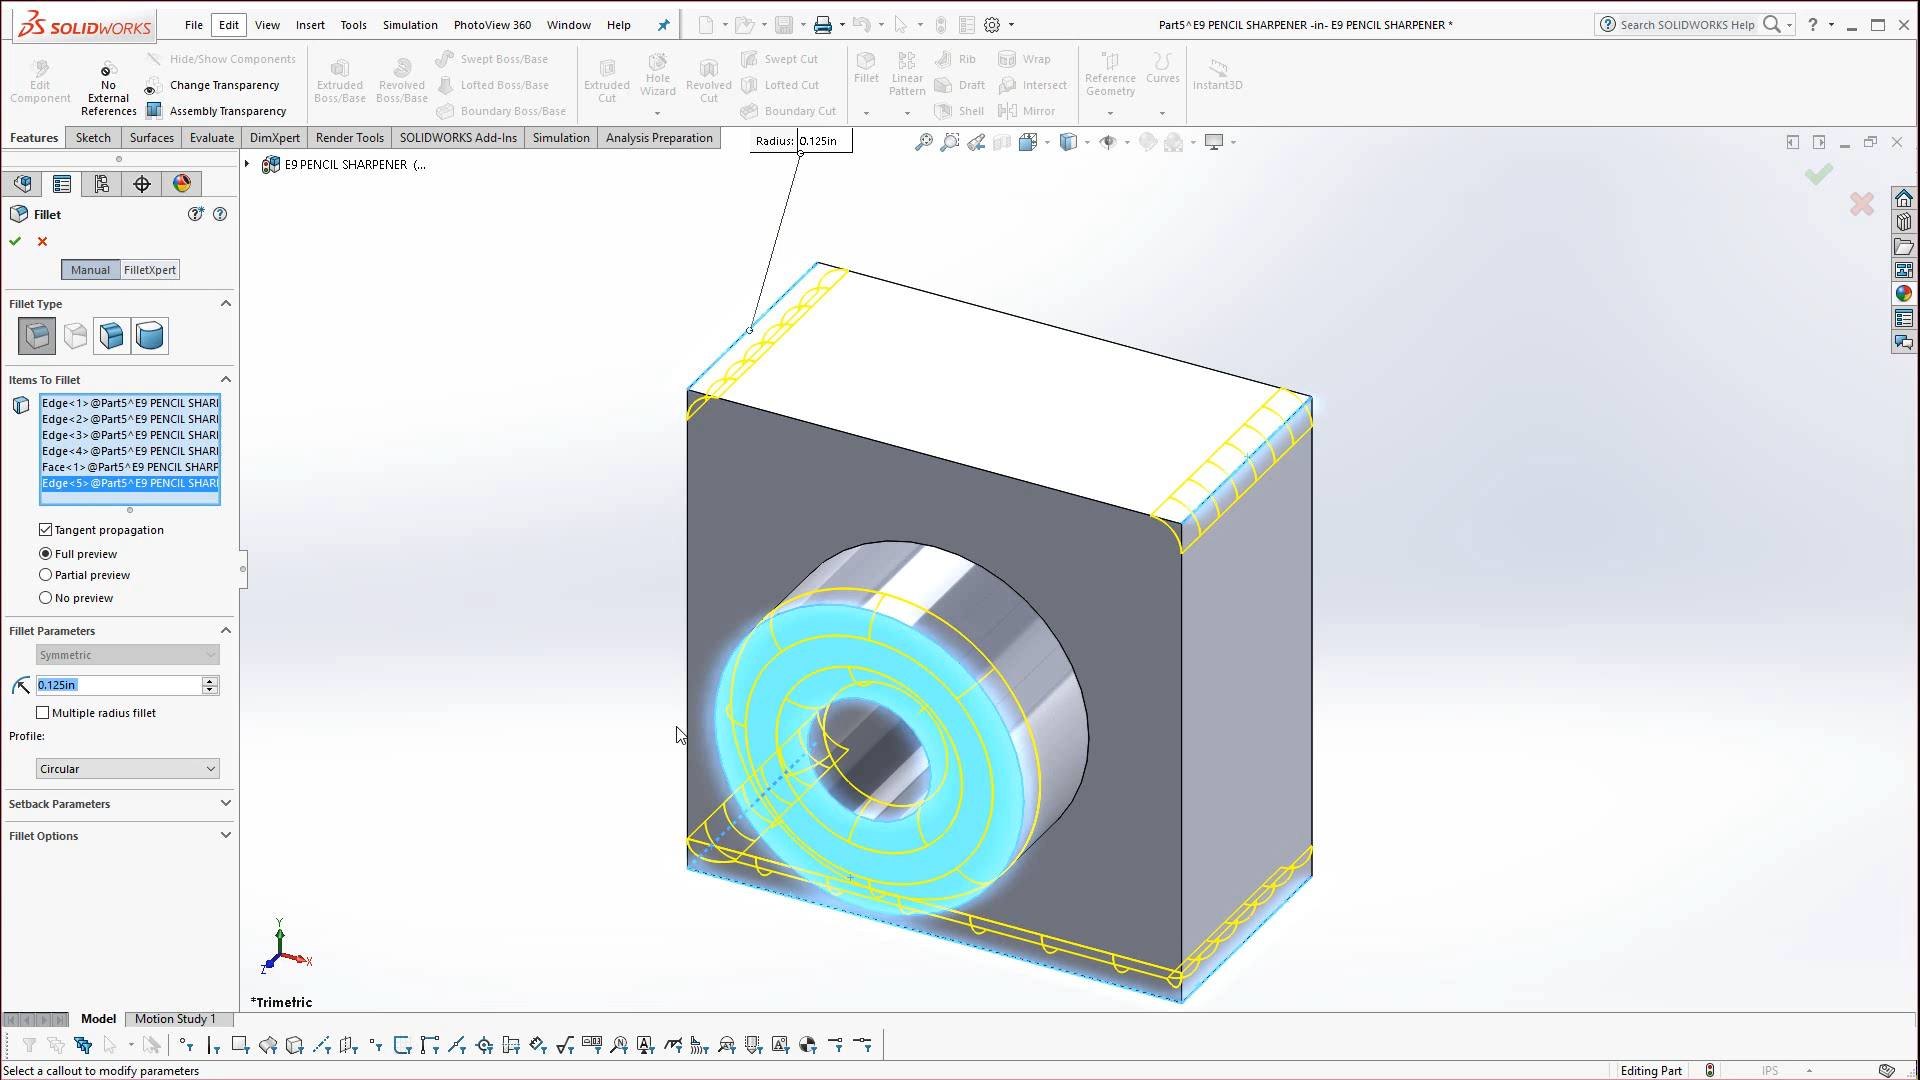 SOLIDWORKS
File Edit View Insert Tools Simulation PhotoView 360 Window Help
Part5^E9 PENCIL SHARPENER -in- E9 PENCIL SHARPENER *
Search SOLIDWORKS Help
Edit Component
No External References
Hide/Show Components
Change Transparency
Assembly Transparency
Extruded Boss/Base
Revolved Boss/Base
Swept Boss/Base
Lofted Boss/Base
Boundary Boss/Base
Extruded Cut
Hole Wizard
Revolved Cut
Swept Cut
Lofted Cut
Boundary Cut
Fillet
Linear Pattern
Rib
Draft
Shell
Wrap
Intersect
Mirror
Reference Geometry
Curves
Instant3D
Features Sketch Surfaces Evaluate DimXpert Render Tools SOLIDWORKS Add-Ins Simulation Analysis Preparation
Radius: 0.125in
E9 PENCIL SHARPENER (...
Fillet
Manual FilletXpert
Fillet Type
Items To Fillet
Edge<1>@Part5^E9 PENCIL SHARI
Edge<2>@Part5^E9 PENCIL SHARI
Edge<3>@Part5^E9 PENCIL SHARI
Edge<4>@Part5^E9 PENCIL SHARI
Face<1>@Part5^E9 PENCIL SHARP
Edge<5>@Part5^E9 PENCIL SHARI
Tangent propagation
Full preview
Partial preview
No preview
Fillet Parameters
Symmetric
0.125in
Multiple radius fillet
Profile:
Circular
Setback Parameters
Fillet Options
Y
X
Z
*Trimetric
Model Motion Study 1
Select a callout to modify parameters
Editing Part
IPS